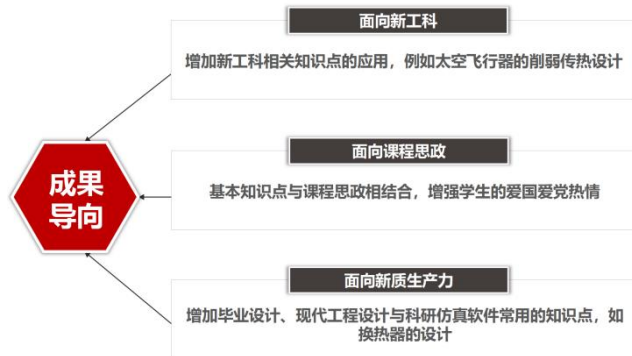 面向新工科
增加新工科相关知识点的应用，例如太空飞行器的削弱传热设计
成果
导向
面向课程思政
基本知识点与课程思政相结合，增强学生的爱国爱党热情
面向新质生产力
增加毕业设计、现代工程设计与科研仿真软件常用的知识点，如
换热器的设计